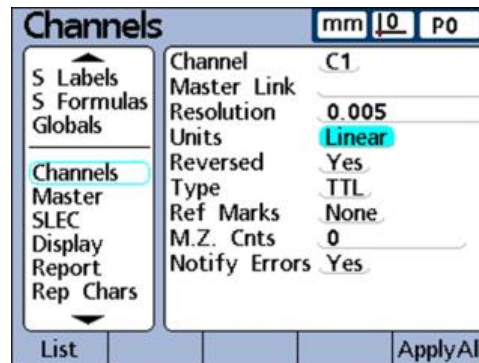 Channels mm 0 P0
S Labels
S Formulas
Globals
Channels
Master
SLEC
Display
Report
Rep Chars
Channel C1
Master Link
Resolution 0.005
Units Linear
Reversed Yes
Type TTL
Ref Marks None
M.Z. Cnts 0
Notify Errors Yes
List ApplyAl